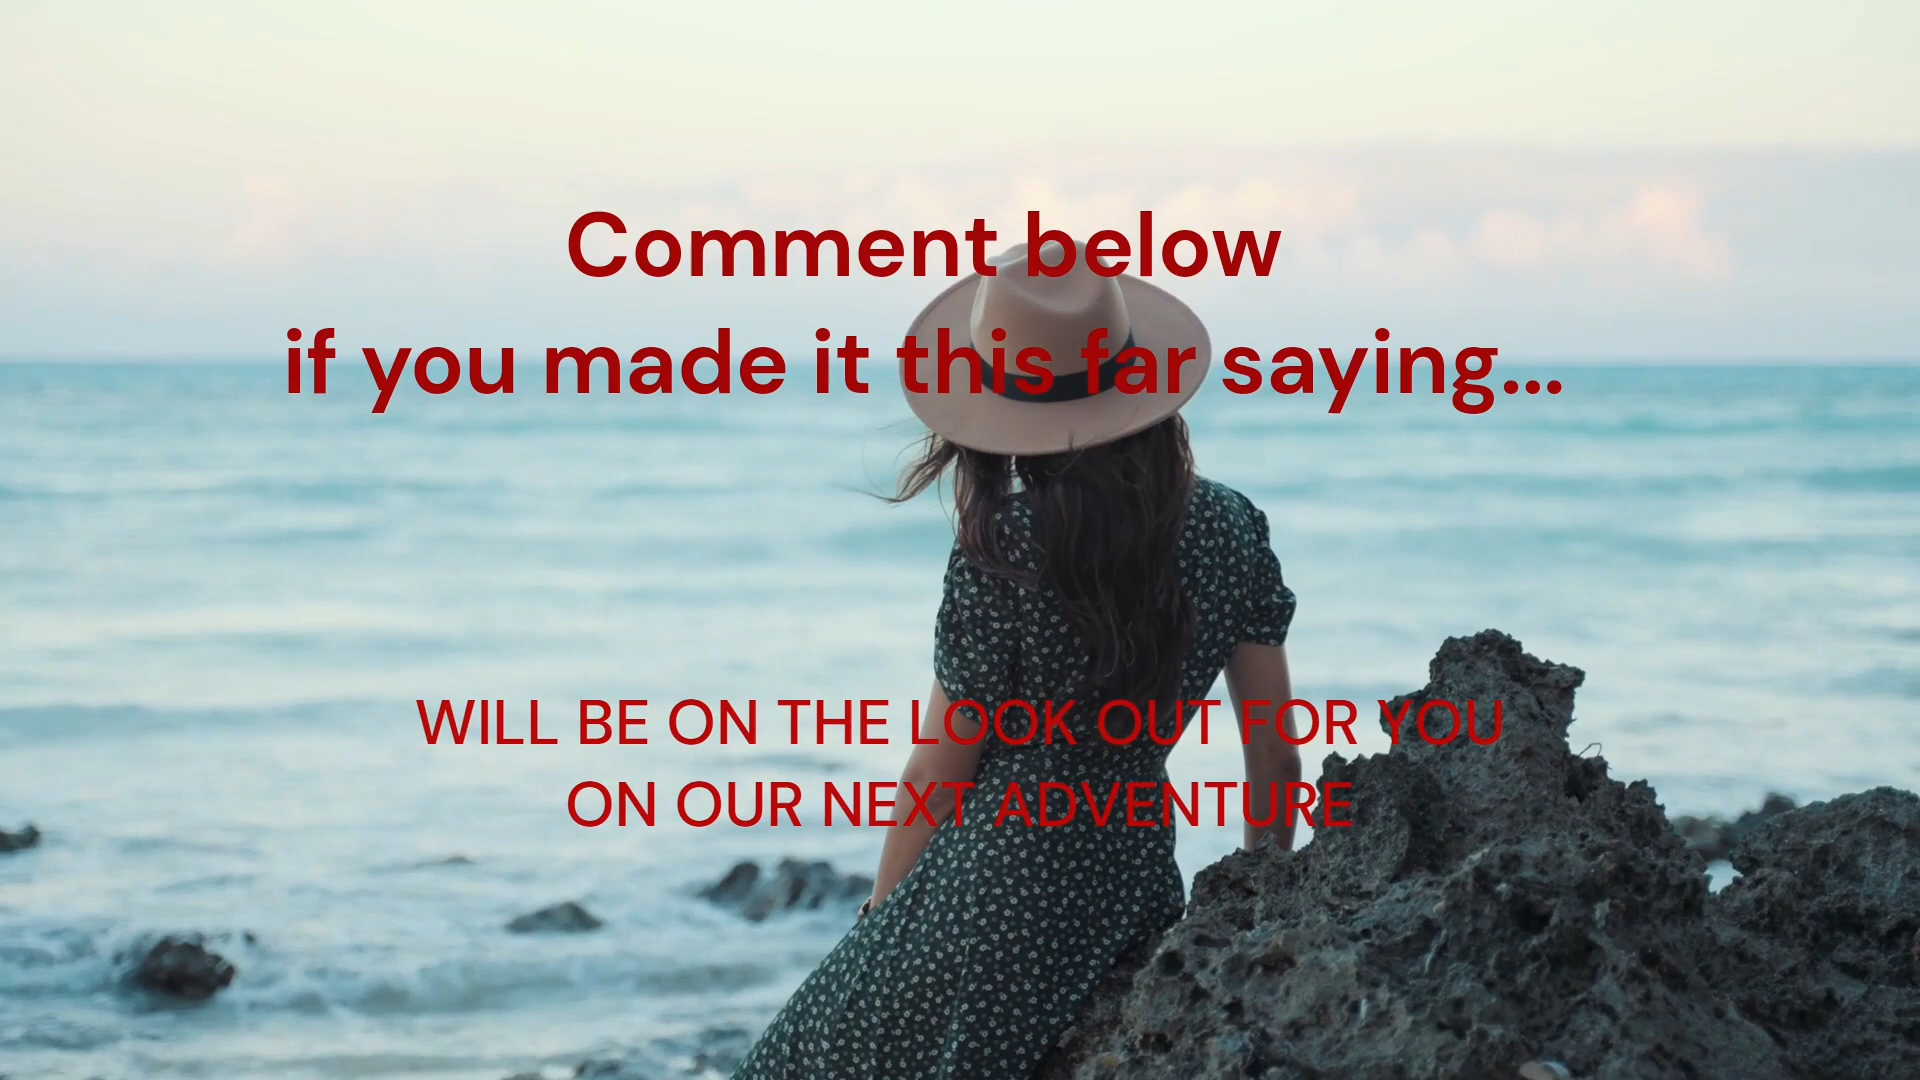 Comment below
if you made it this far saying...
WILL BE ON THE LOOK OUT FOR YOU
ON OUR NEXT ADVENTURE